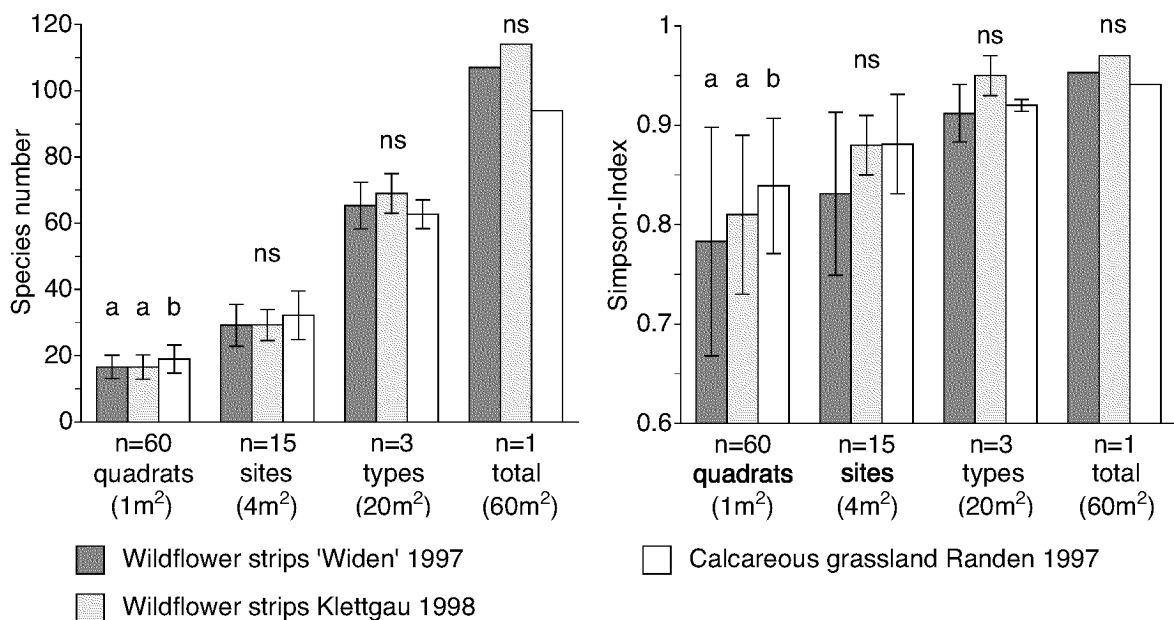 Species number
120
100
80
60
40
20
0
a a b
ns
ns
ns
n=60
quadrats
(1m²)
n=15
sites
(4m²)
n=3
types
(20m²)
n=1
total
(60m²)
Simpson-Index
1
0.9
0.8
0.7
0.6
a a b
ns
ns
ns
n=60
quadrats
(1m²)
n=15
sites
(4m²)
n=3
types
(20m²)
n=1
total
(60m²)
Wildflower strips 'Widen' 1997
Wildflower strips Klettgau 1998
Calcareous grassland Randen 1997